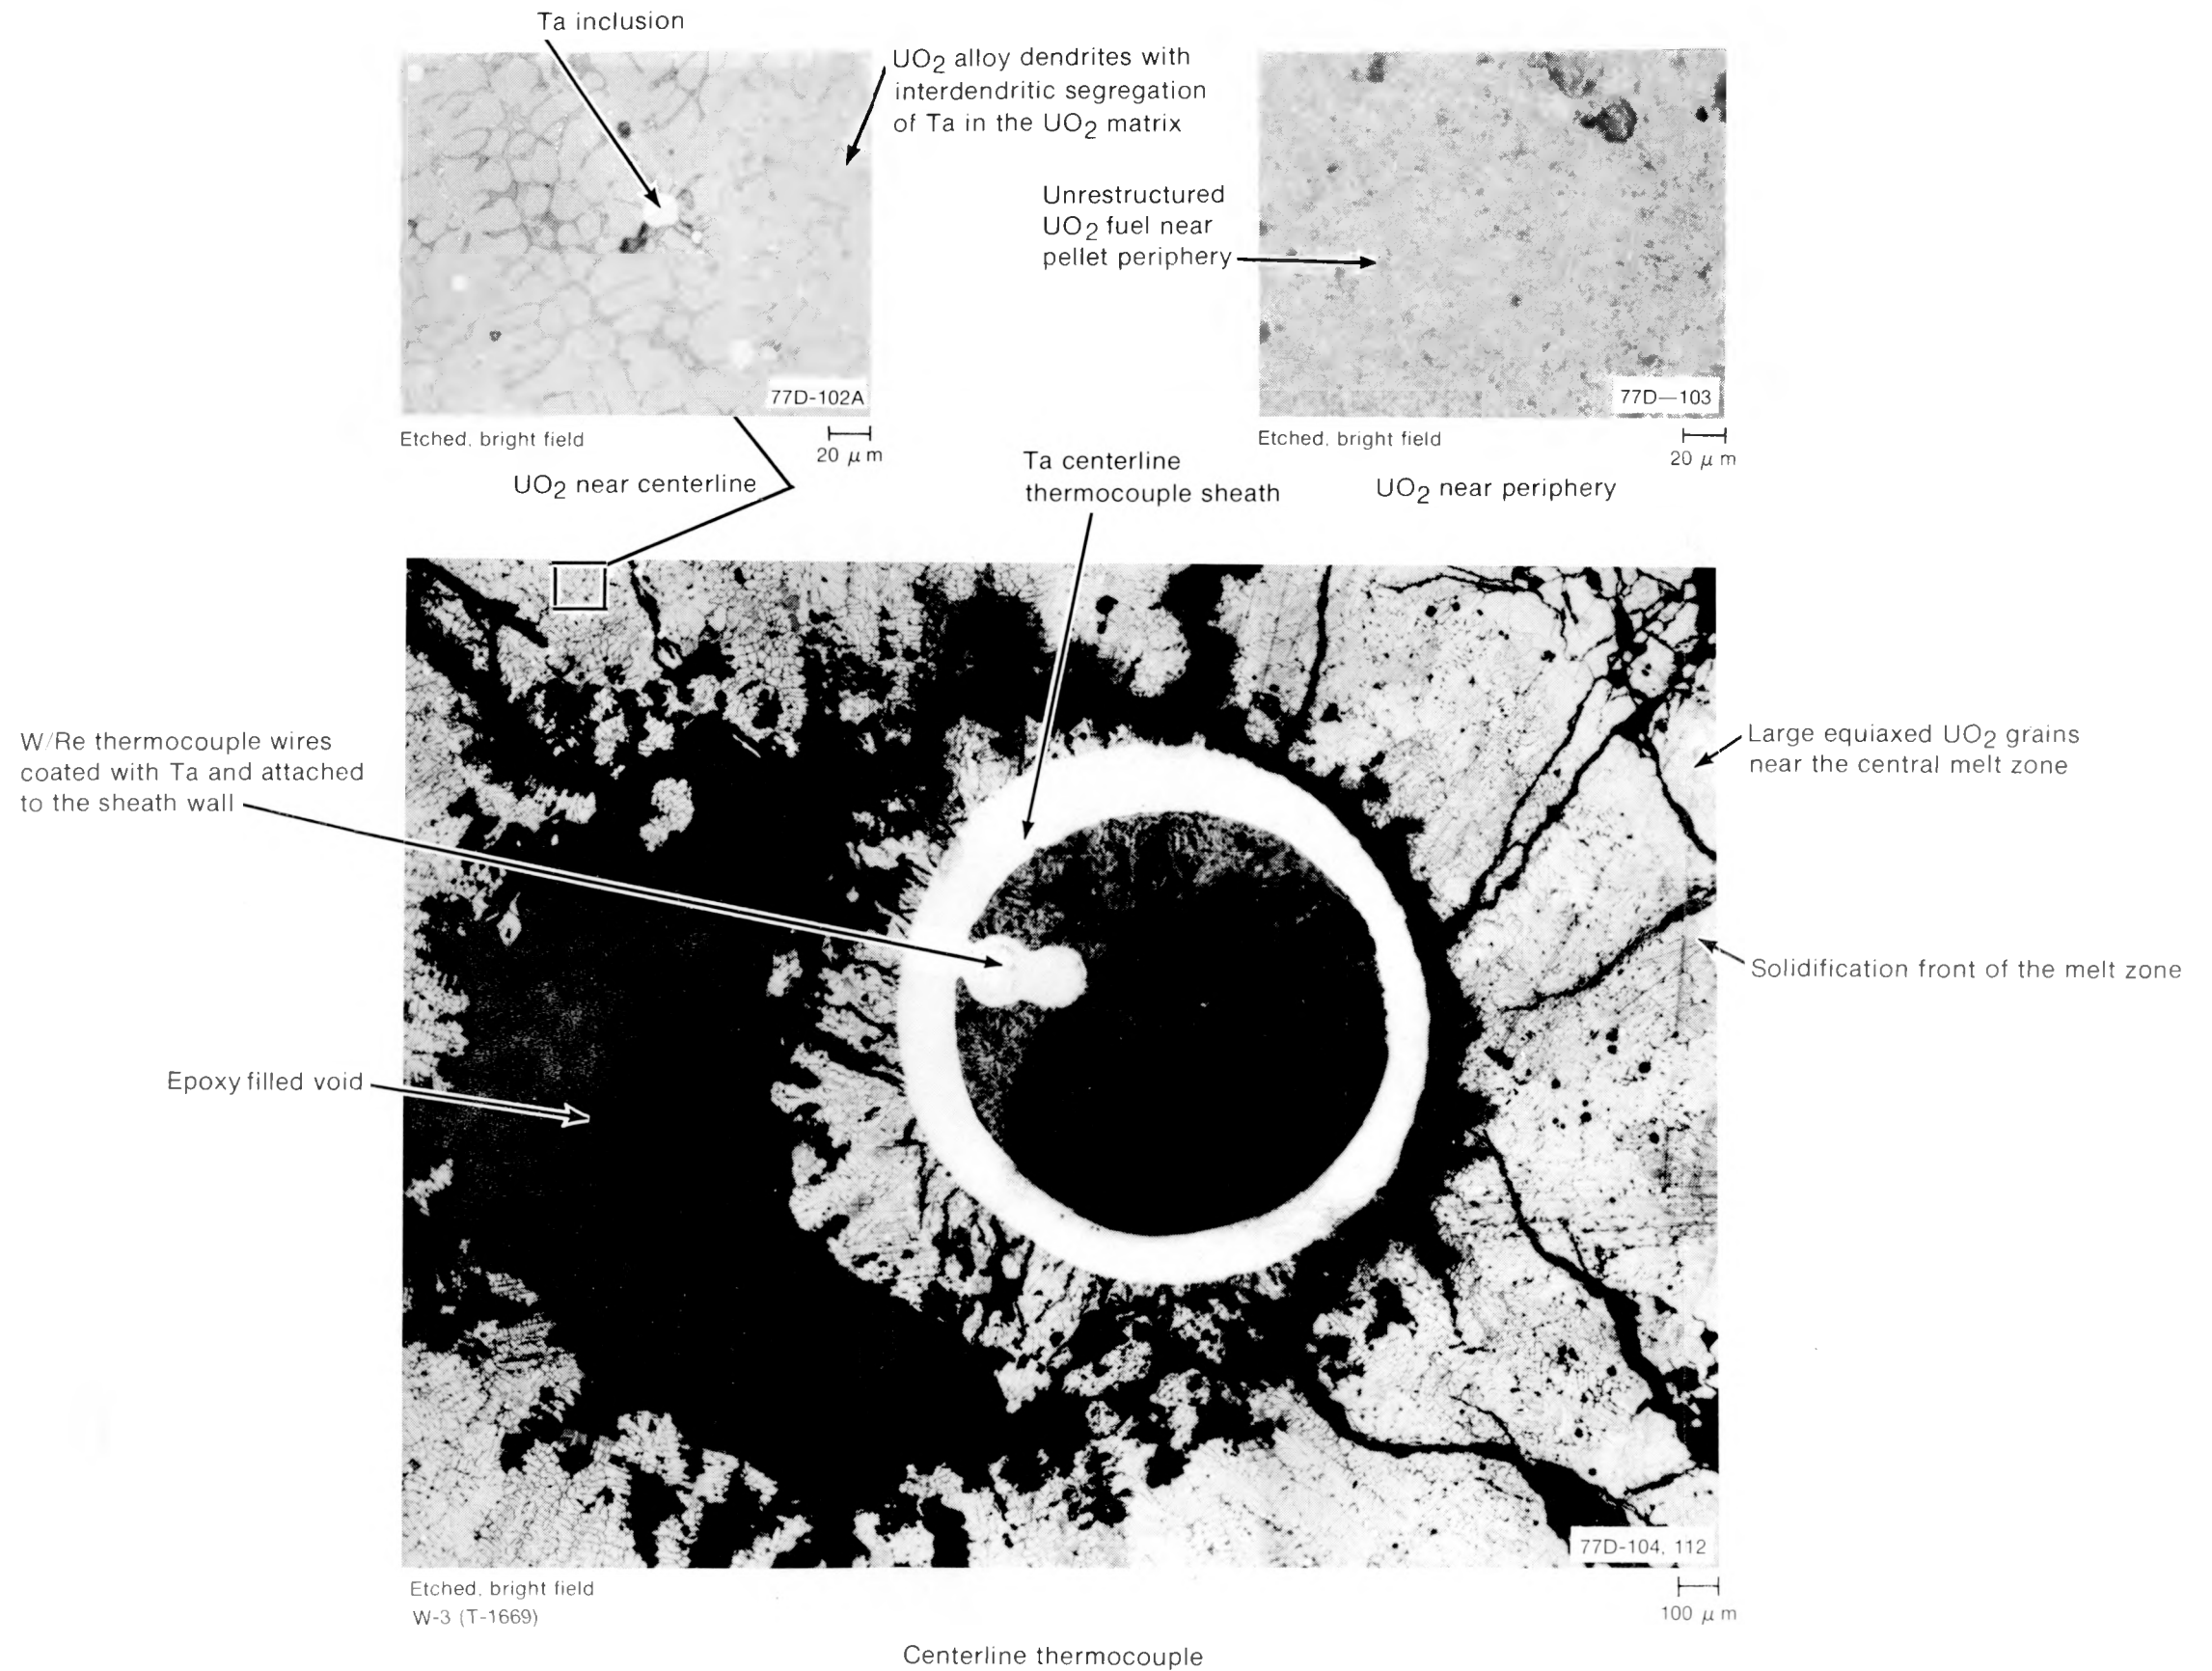 Ta inclusion
UO2 alloy dendrites with
interdendritic segregation
of Ta in the UO2 matrix
Unrestructured
UO2 fuel near
pellet periphery
77D-102A
77D—103
Etched, bright field
20 μm
Etched, bright field
20 μm
UO2 near centerline
Ta centerline
thermocouple sheath
UO2 near periphery
W/Re thermocouple wires
coated with Ta and attached
to the sheath wall
Large equiaxed UO2 grains
near the central melt zone
Solidification front of the melt zone
Epoxy filled void
77D-104, 112
Etched, bright field
W-3 (T-1669)
100 μm
Centerline thermocouple